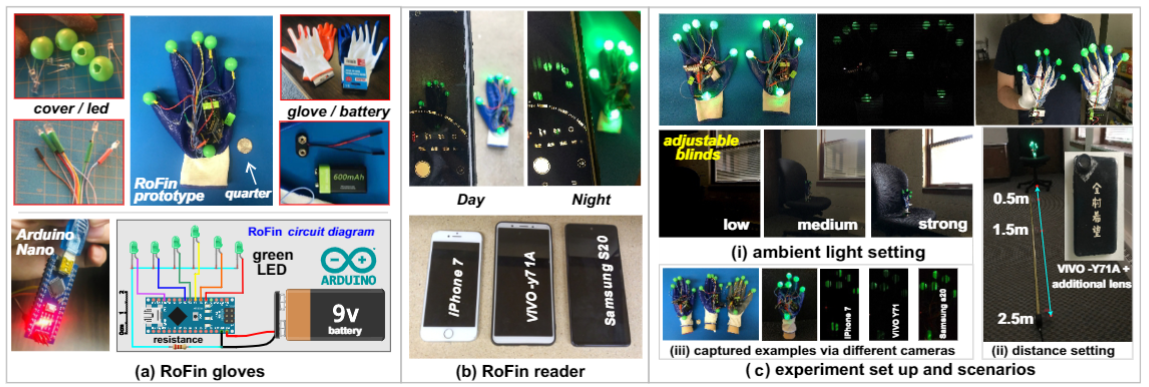 cover / led
glove / battery
RoFin
prototype
quarter
600mAh
Arduino
Nano
RoFin circuit diagram
green
LED
ARDUINO
9v
battery
resistance
(a) RoFin gloves
Day
Night
IPhone 7
VIVO-y71A
Samsung S20
(b) RoFin reader
adjustable
blinds
low
medium
strong
(i) ambient light setting
IPhone 7
VIVO Y71
Samsung s20
(iii) captured examples via different cameras
0.5m
1.5m
2.5m
VIVO -Y71A +
additional lens
(ii) distance setting
(c) experiment set up and scenarios